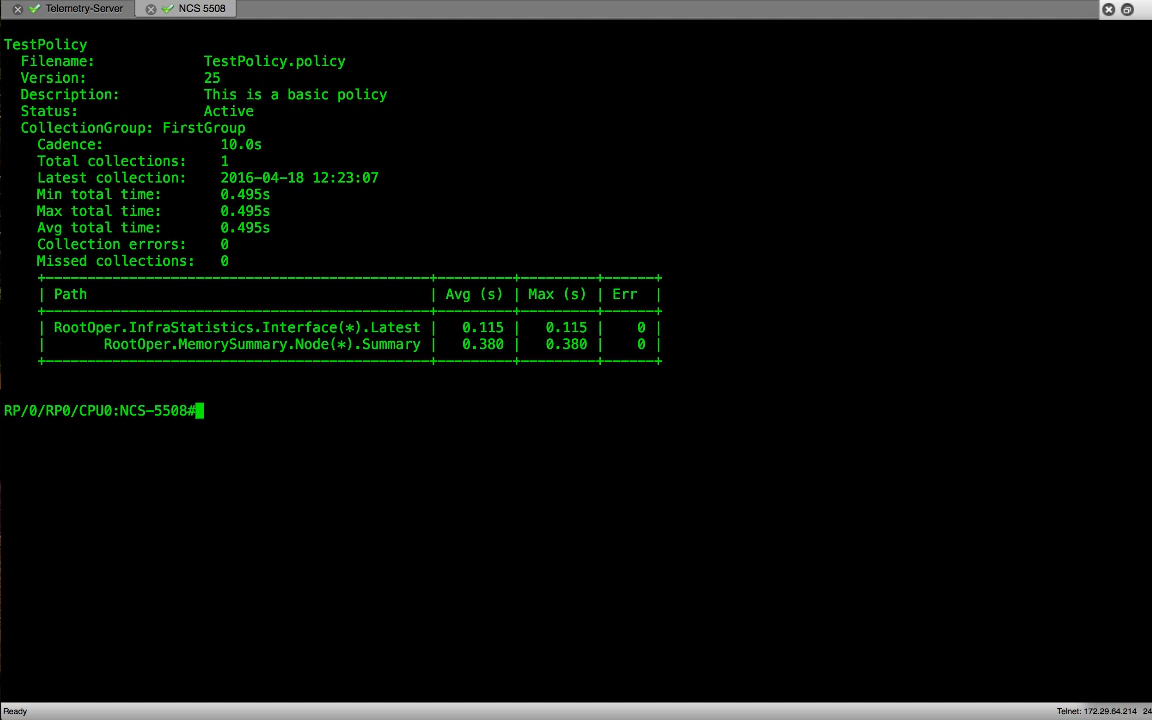 Telemetry-Server NCS 5508
TestPolicy
Filename: TestPolicy.policy
Version: 25
Description: This is a basic policy
Status: Active
CollectionGroup: FirstGroup
Cadence: 10.0s
Total collections: 1
Latest collection: 2016-04-18 12:23:07
Min total time: 0.495s
Max total time: 0.495s
Avg total time: 0.495s
Collection errors: 0
Missed collections: 0
| Path | Avg (s) | Max (s) | Err |
| RootOper.InfraStatistics.Interface(*).Latest | 0.115 | 0.115 | 0 |
| RootOper.MemorySummary.Node(*).Summary | 0.380 | 0.380 | 0 |
RP/0/RP0/CPU0:NCS-5508#
Ready Telnet: 172.29.64.214 24